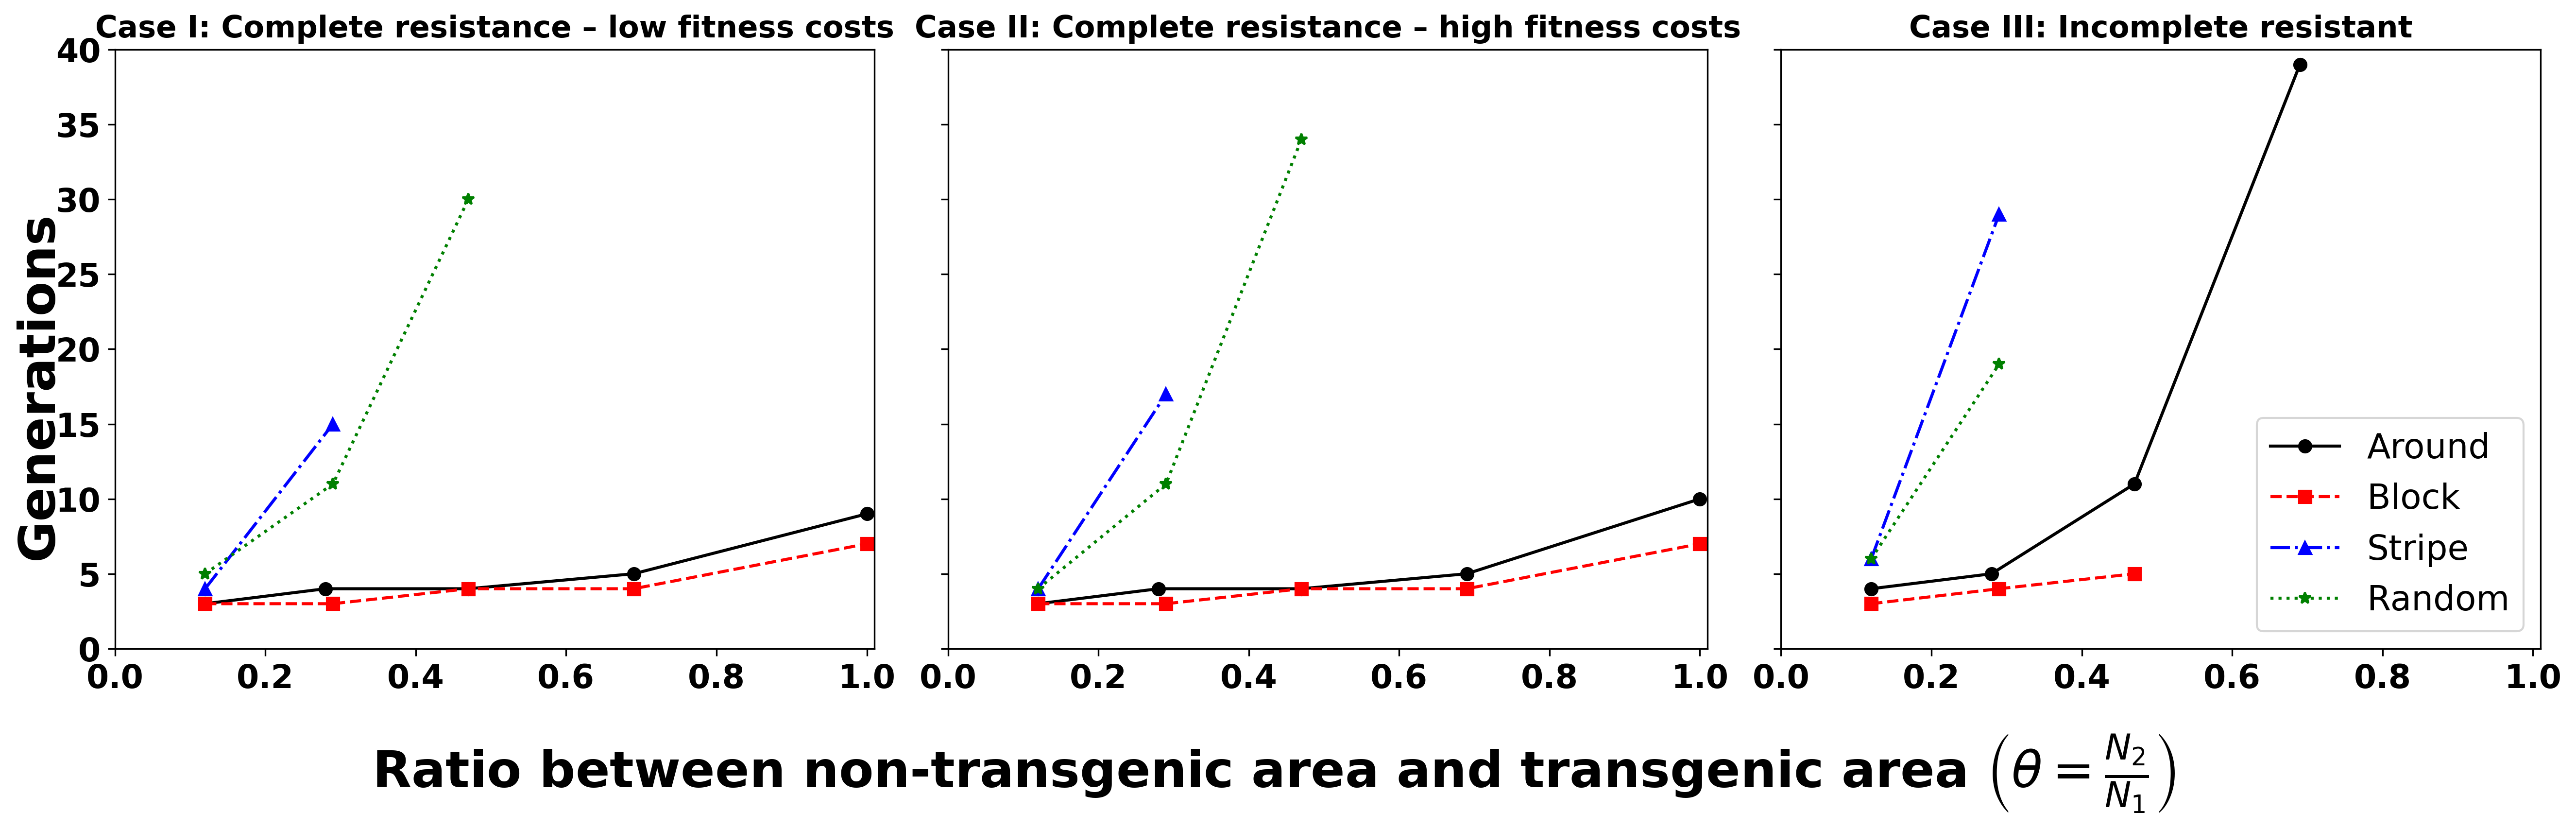 Case I: Complete resistance – low fitness costs
Case II: Complete resistance – high fitness costs
Case III: Incomplete resistant
Generations
40
35
30
25
20
15
10
5
0
0.0 0.2 0.4 0.6 0.8 1.0
0.0 0.2 0.4 0.6 0.8 1.0
0.0 0.2 0.4 0.6 0.8 1.0
Around
Block
Stripe
Random
Ratio between non-transgenic area and transgenic area (θ = N₂/N₁)